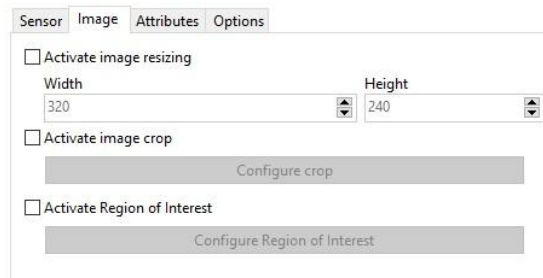 Sensor Image Attributes Options
Activate image resizing
Width Height
320 240
Activate image crop
Configure crop
Activate Region of Interest
Configure Region of Interest